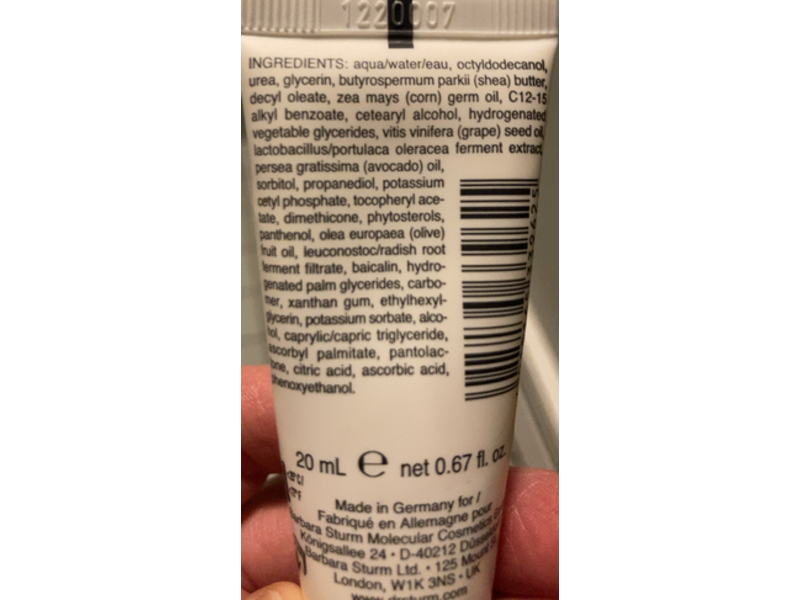 1220007
INGREDIENTS: aqua/water/eau, octyldodecanol,
urea, glycerin, butyrospermum parkii (shea) butter,
decyl oleate, zea mays (corn) germ oil, C12-15
alkyl benzoate, cetearyl alcohol, hydrogenated
vegetable glycerides, vitis vinifera (grape) seed oil,
lactobacillus/portulaca oleracea ferment extract,
persea gratissima (avocado) oil,
sorbitol, propanediol, potassium
cetyl phosphate, tocopheryl ace-
tate, dimethicone, phytosterols,
panthenol, olea europaea (olive)
fruit oil, leuconostoc/radish root
ferment filtrate, baicalin, hydro-
genated palm glycerides, carbo-
mer, xanthan gum, ethylhexyl-
glycerin, potassium sorbate, alco-
hol, caprylic/capric triglyceride,
ascorbyl palmitate, pantolac-
one, citric acid, ascorbic acid,
phenoxyethanol.
20 mL e net 0.67 fl. oz.
Made in Germany for /
Fabriqué en Allemagne pour
Barbara Sturm Molecular Cosmetics
Königsallee 24 • D-40212
Barbara Sturm Ltd. • 125 Mount
London, W1K 3NS • UK
www.drsturm.com